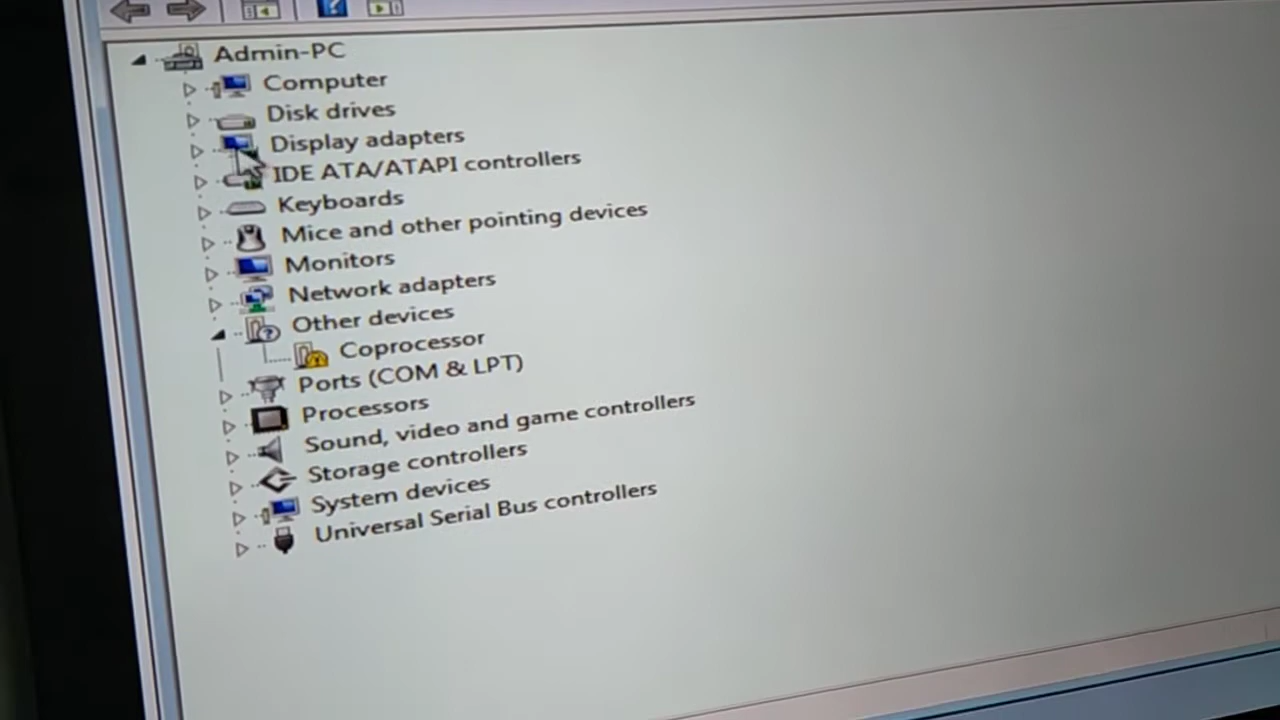 Admin-PC
Computer
Disk drives
Display adapters
IDE ATA/ATAPI controllers
Keyboards
Mice and other pointing devices
Monitors
Network adapters
Other devices
Coprocessor
Ports (COM & LPT)
Processors
Sound, video and game controllers
Storage controllers
System devices
Universal Serial Bus controllers